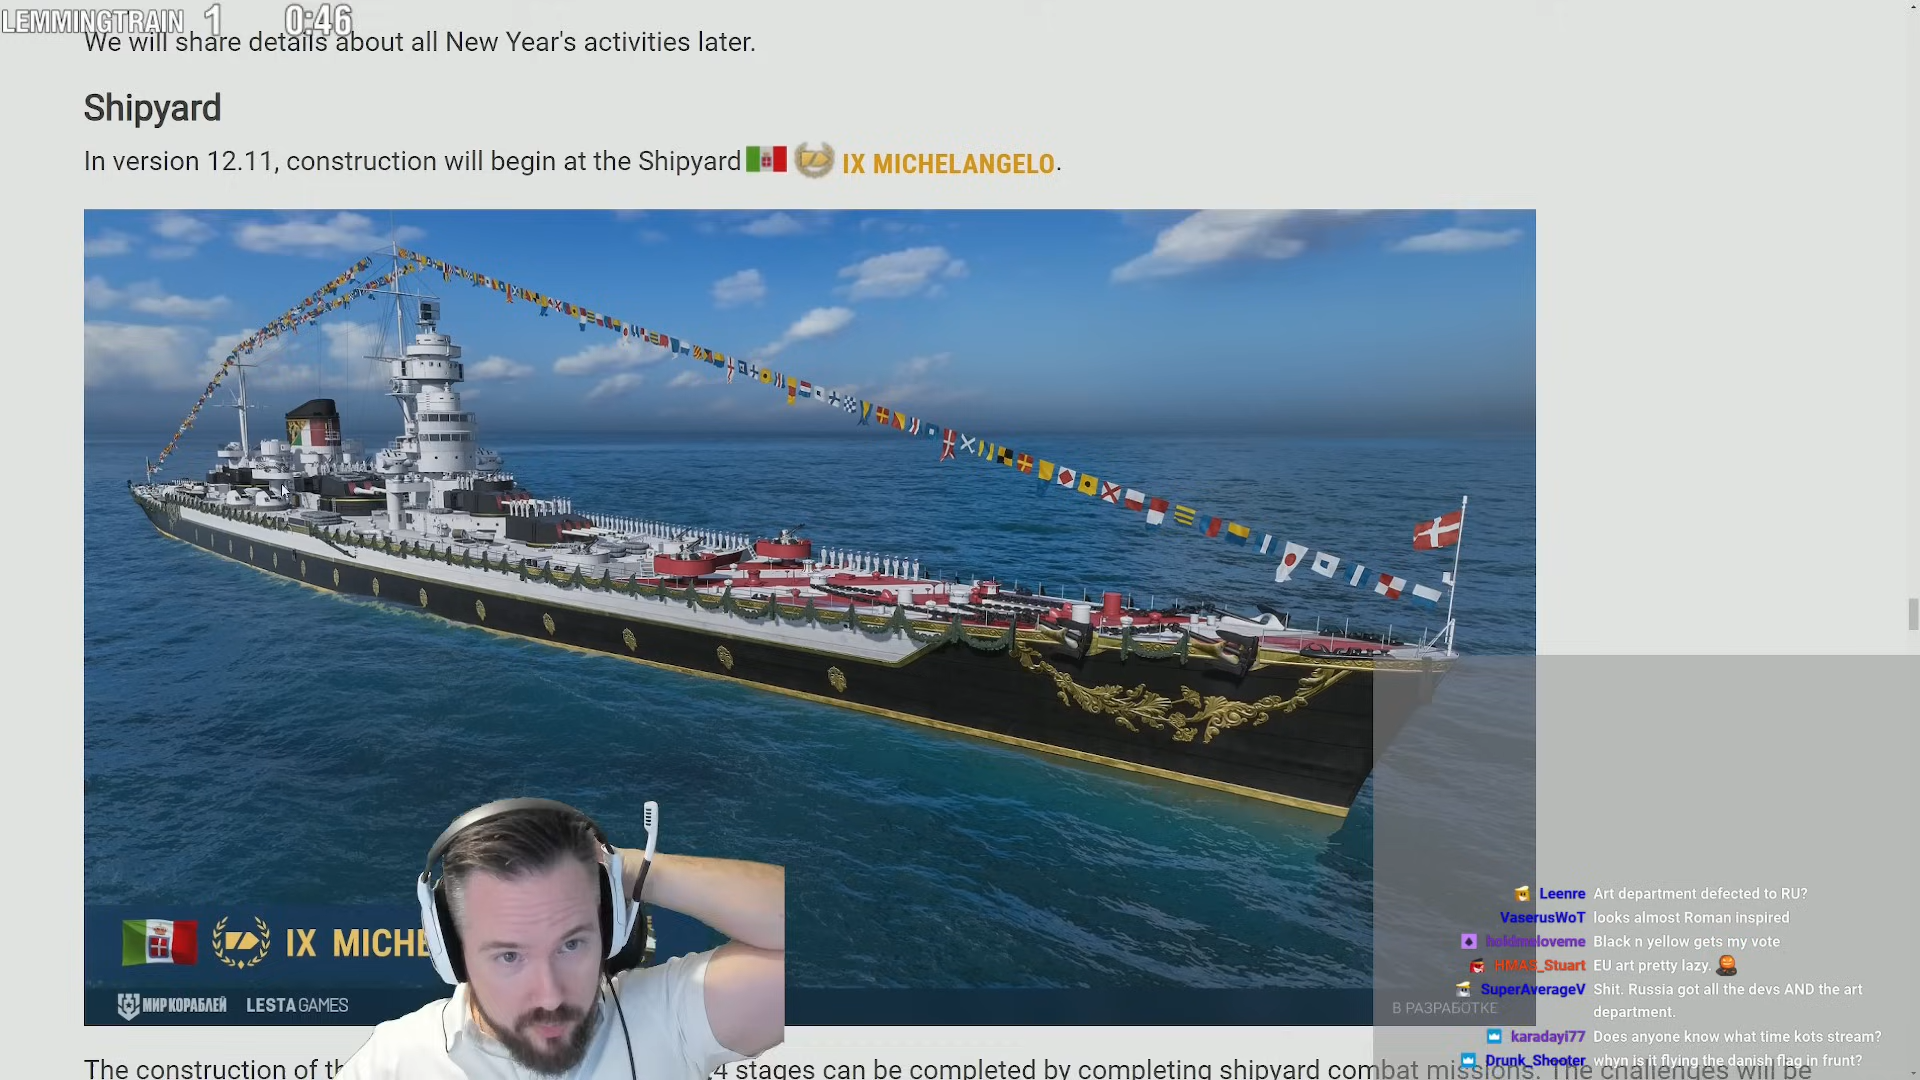 LEMMINGTRAIN 1 0:46
We will share details about all New Year's activities later.
Shipyard
In version 12.11, construction will begin at the Shipyard IX MICHELANGELO.
IX MICHE
МИР КОРАБЛЕЙ LESTA GAMES
В РАЗРАБОТКЕ
Leenre Art department defected to RU?
VaserusWoT looks almost Roman inspired
holdmeloveme Black n yellow gets my vote
HMAS_Stuart EU art pretty lazy.
SuperAverageV Shit. Russia got all the devs AND the art
department.
karadayi77 Does anyone know what time kots stream?
Drunk_Shooter whyn is it flying the danish flag in frunt?
The construction of th 4 stages can be completed by completing shipyard combat missions. The challenges will be